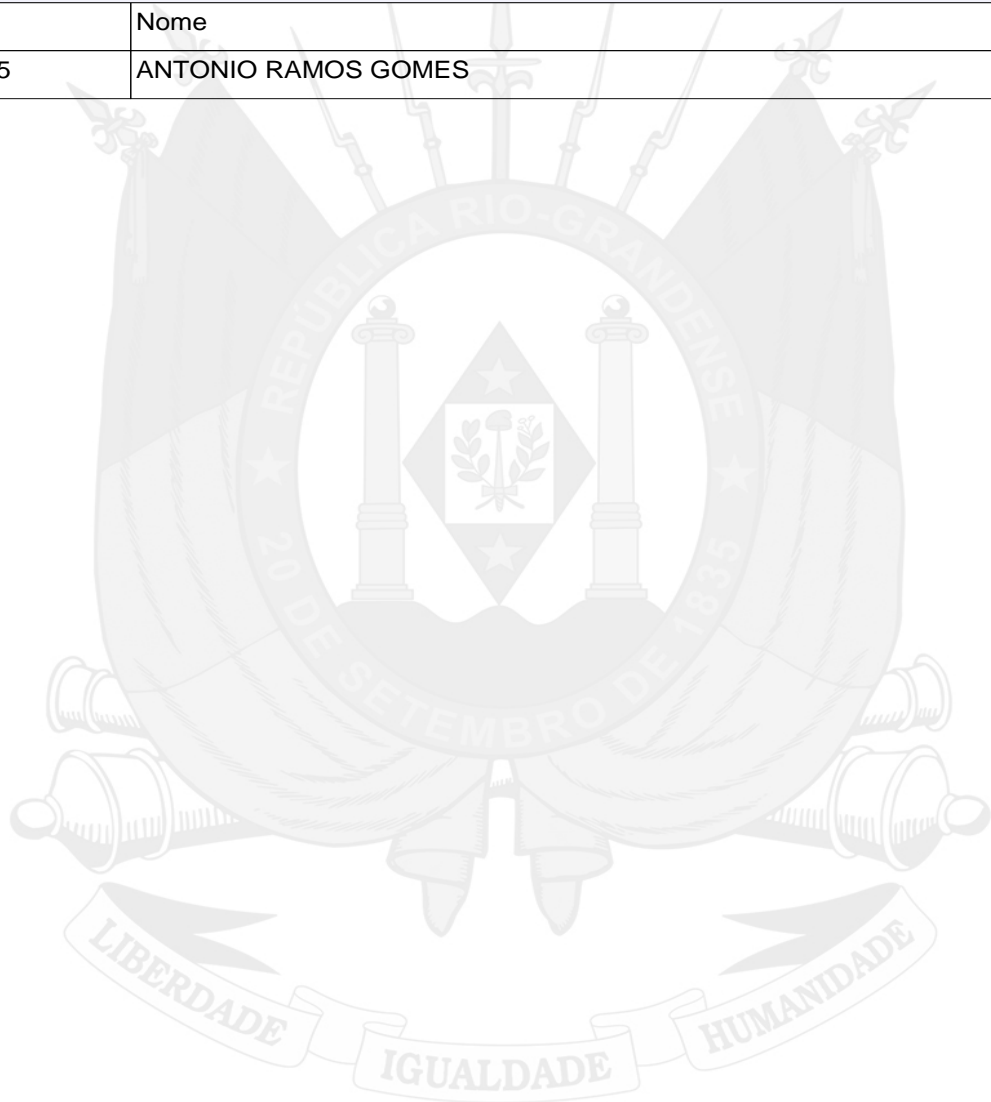 Nome
5 ANTONIO RAMOS GOMES
REPÚBLICA RIO-GRANDENSE
20 DE SETEMBRO DE 1835
LIBERDADE IGUALDADE HUMANIDADE